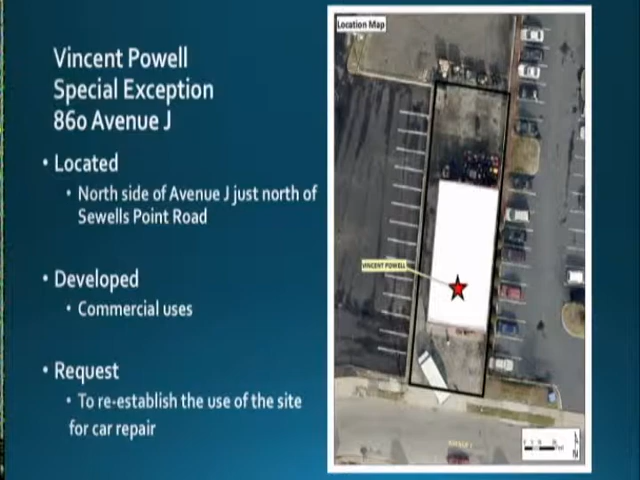 Vincent Powell
Special Exception
860 Avenue J
• Located
• North side of Avenue J just north of
Sewells Point Road
• Developed
• Commercial uses
• Request
• To re-establish the use of the site
for car repair
Location Map
VINCENT POWELL